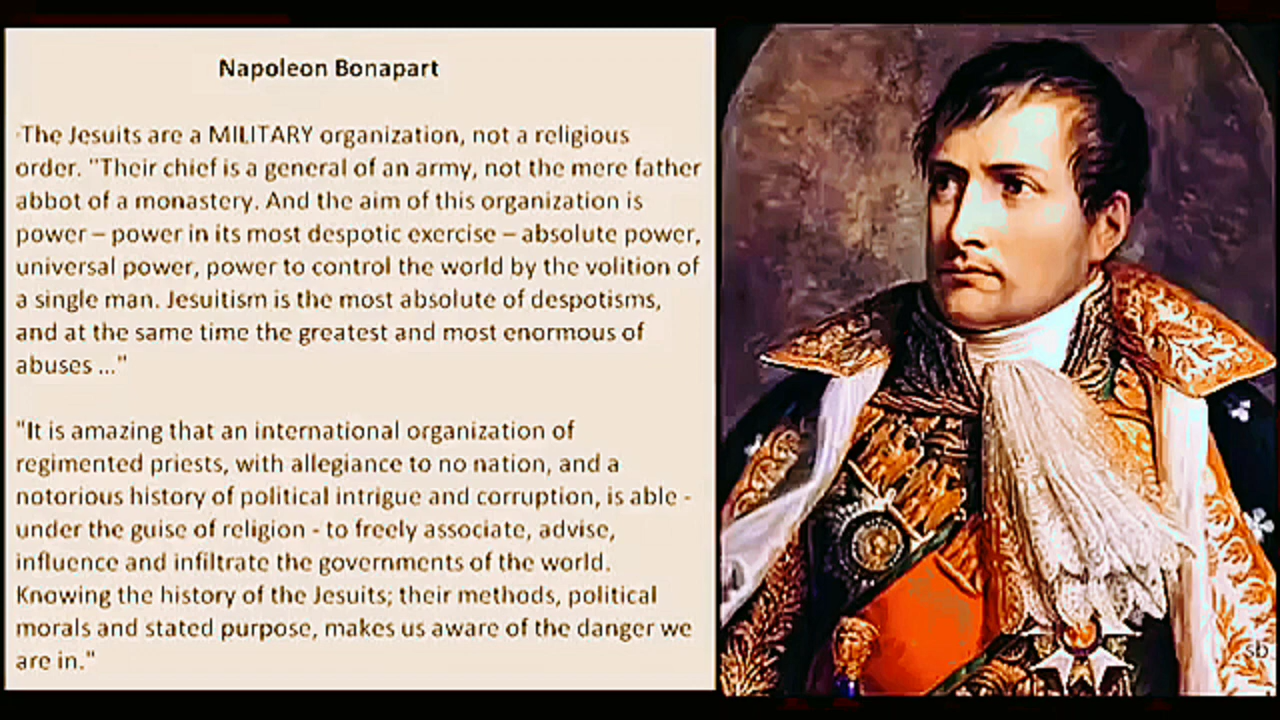 Napoleon Bonapart
·The Jesuits are a MILITARY organization, not a religious
order. "Their chief is a general of an army, not the mere father
abbot of a monastery. And the aim of this organization is
power – power in its most despotic exercise – absolute power,
universal power, power to control the world by the volition of
a single man. Jesuitism is the most absolute of despotisms,
and at the same time the greatest and most enormous of
abuses ..."
"It is amazing that an international organization of
regimented priests, with allegiance to no nation, and a
notorious history of political intrigue and corruption, is able -
under the guise of religion - to freely associate, advise,
influence and infiltrate the governments of the world.
Knowing the history of the Jesuits; their methods, political
morals and stated purpose, makes us aware of the danger we
are in."
sb